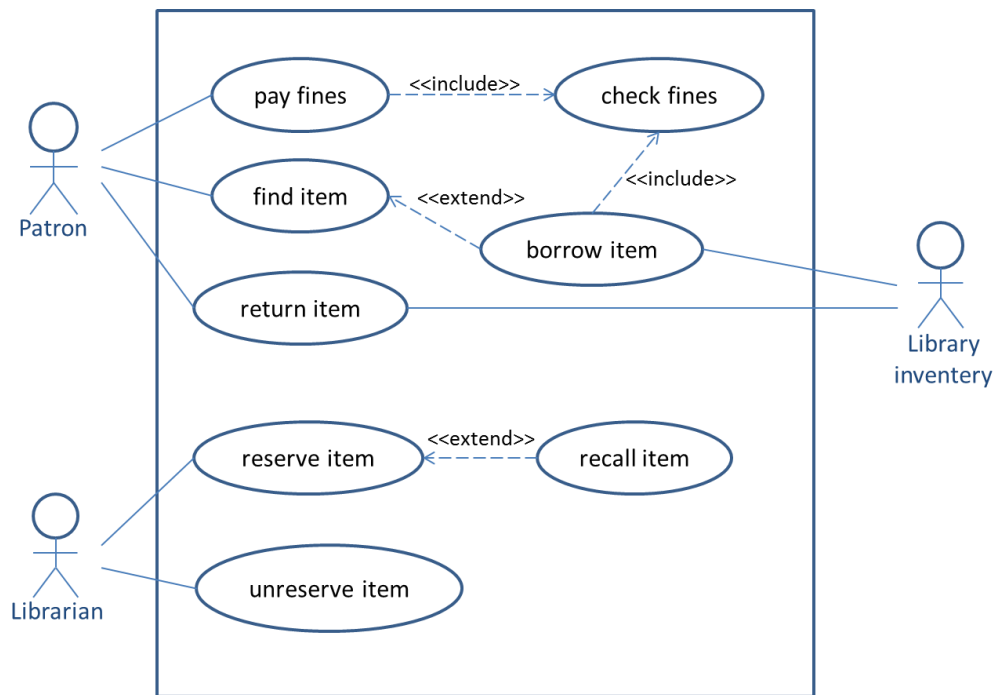 pay fines
<<include>>
check fines
find item
<<extend>>
<<include>>
Patron
borrow item
return item
Library
inventery
reserve item
<<extend>>
recall item
unreserve item
Librarian